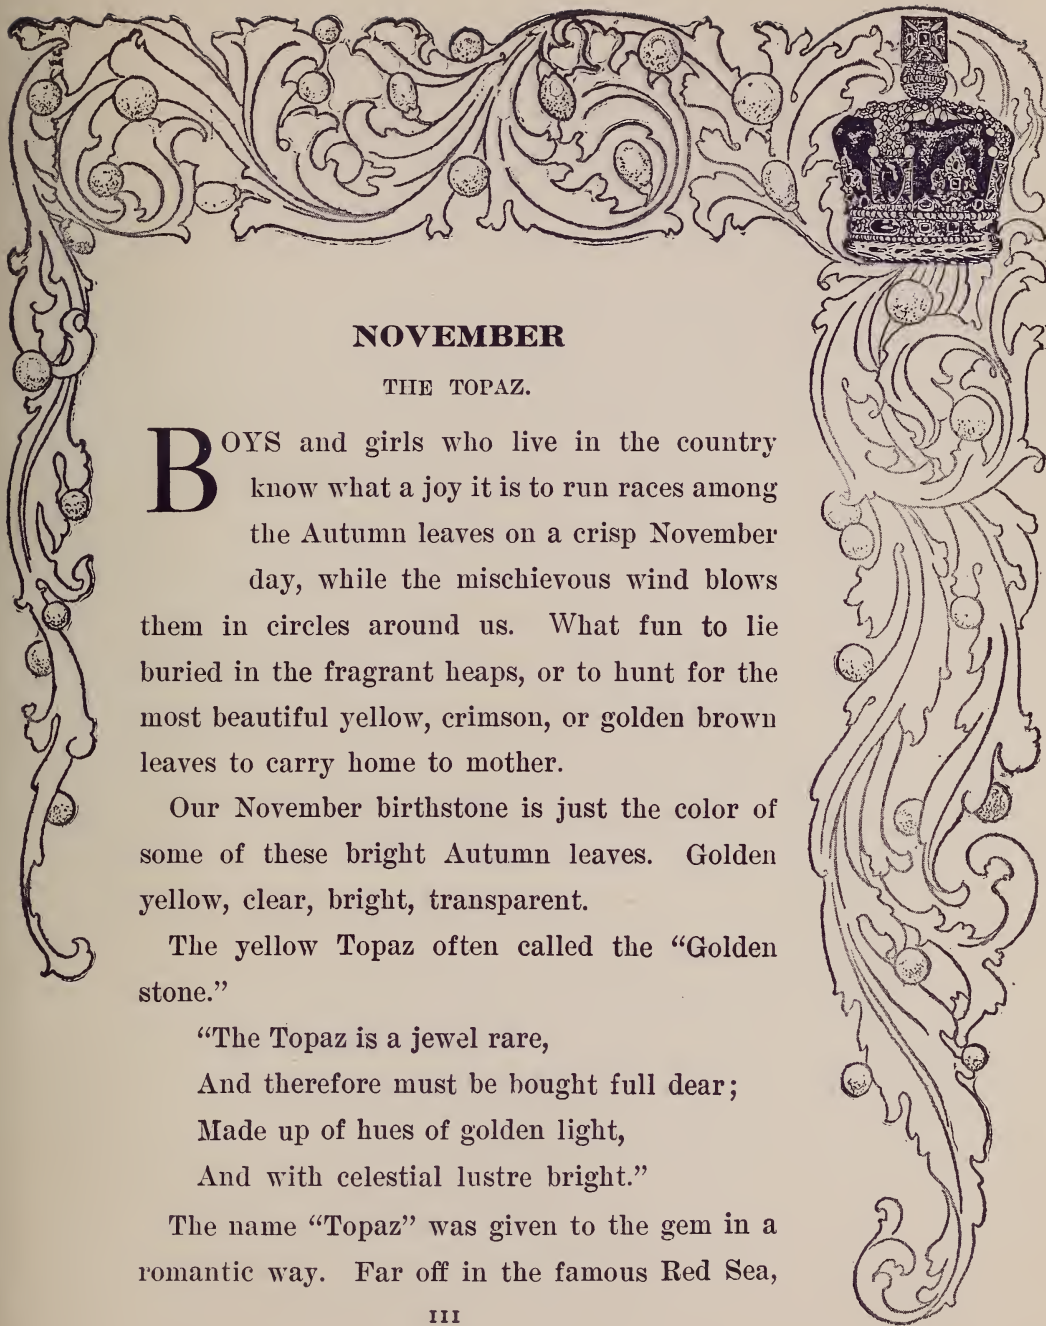 NOVEMBER
THE TOPAZ.
BOYS and girls who live in the country
know what a joy it is to run races among
the Autumn leaves on a crisp November
day, while the mischievous wind blows
them in circles around us. What fun to lie
buried in the fragrant heaps, or to hunt for the
most beautiful yellow, crimson, or golden brown
leaves to carry home to mother.
Our November birthstone is just the color of
some of these bright Autumn leaves. Golden
yellow, clear, bright, transparent.
The yellow Topaz often called the “Golden
stone.”
“The Topaz is a jewel rare,
And therefore must be bought full dear;
Made up of hues of golden light,
And with celestial lustre bright.”
The name “Topaz” was given to the gem in a
romantic way. Far off in the famous Red Sea,
III